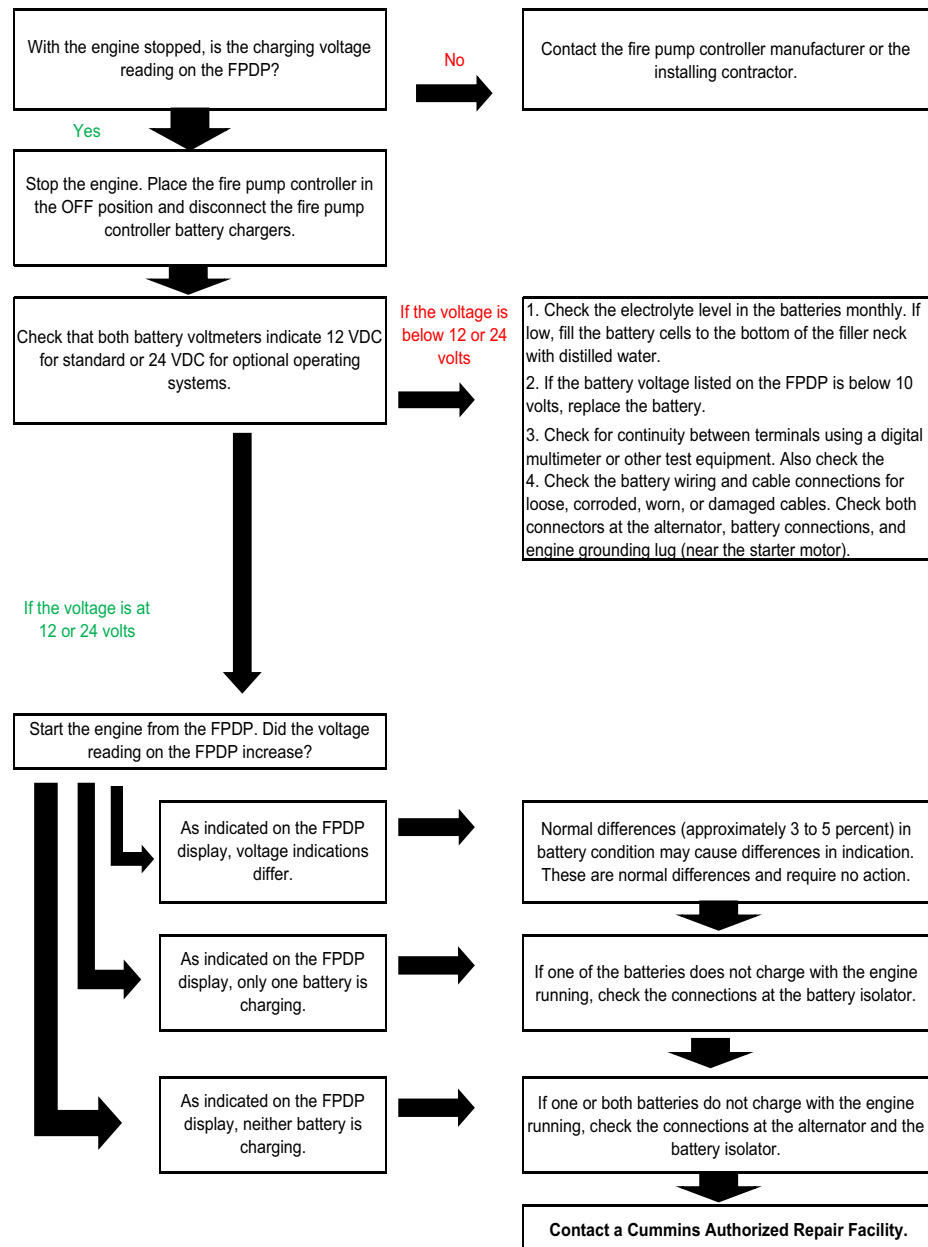 With the engine stopped, is the charging voltage
reading on the FPDP?
No
Contact the fire pump controller manufacturer or the
installing contractor.
Yes
Stop the engine. Place the fire pump controller in
the OFF position and disconnect the fire pump
controller battery chargers.
Check that both battery voltmeters indicate 12 VDC
for standard or 24 VDC for optional operating
systems.
If the voltage is
below 12 or 24
volts
1. Check the electrolyte level in the batteries monthly. If
low, fill the battery cells to the bottom of the filler neck
with distilled water.
2. If the battery voltage listed on the FPDP is below 10
volts, replace the battery.
3. Check for continuity between terminals using a digital
multimeter or other test equipment. Also check the
4. Check the battery wiring and cable connections for
loose, corroded, worn, or damaged cables. Check both
connectors at the alternator, battery connections, and
engine grounding lug (near the starter motor).
If the voltage is at
12 or 24 volts
Start the engine from the FPDP. Did the voltage
reading on the FPDP increase?
As indicated on the FPDP
display, voltage indications
differ.
Normal differences (approximately 3 to 5 percent) in
battery condition may cause differences in indication.
These are normal differences and require no action.
As indicated on the FPDP
display, only one battery is
charging.
If one of the batteries does not charge with the engine
running, check the connections at the battery isolator.
As indicated on the FPDP
display, neither battery is
charging.
If one or both batteries do not charge with the engine
running, check the connections at the alternator and the
battery isolator.
Contact a Cummins Authorized Repair Facility.